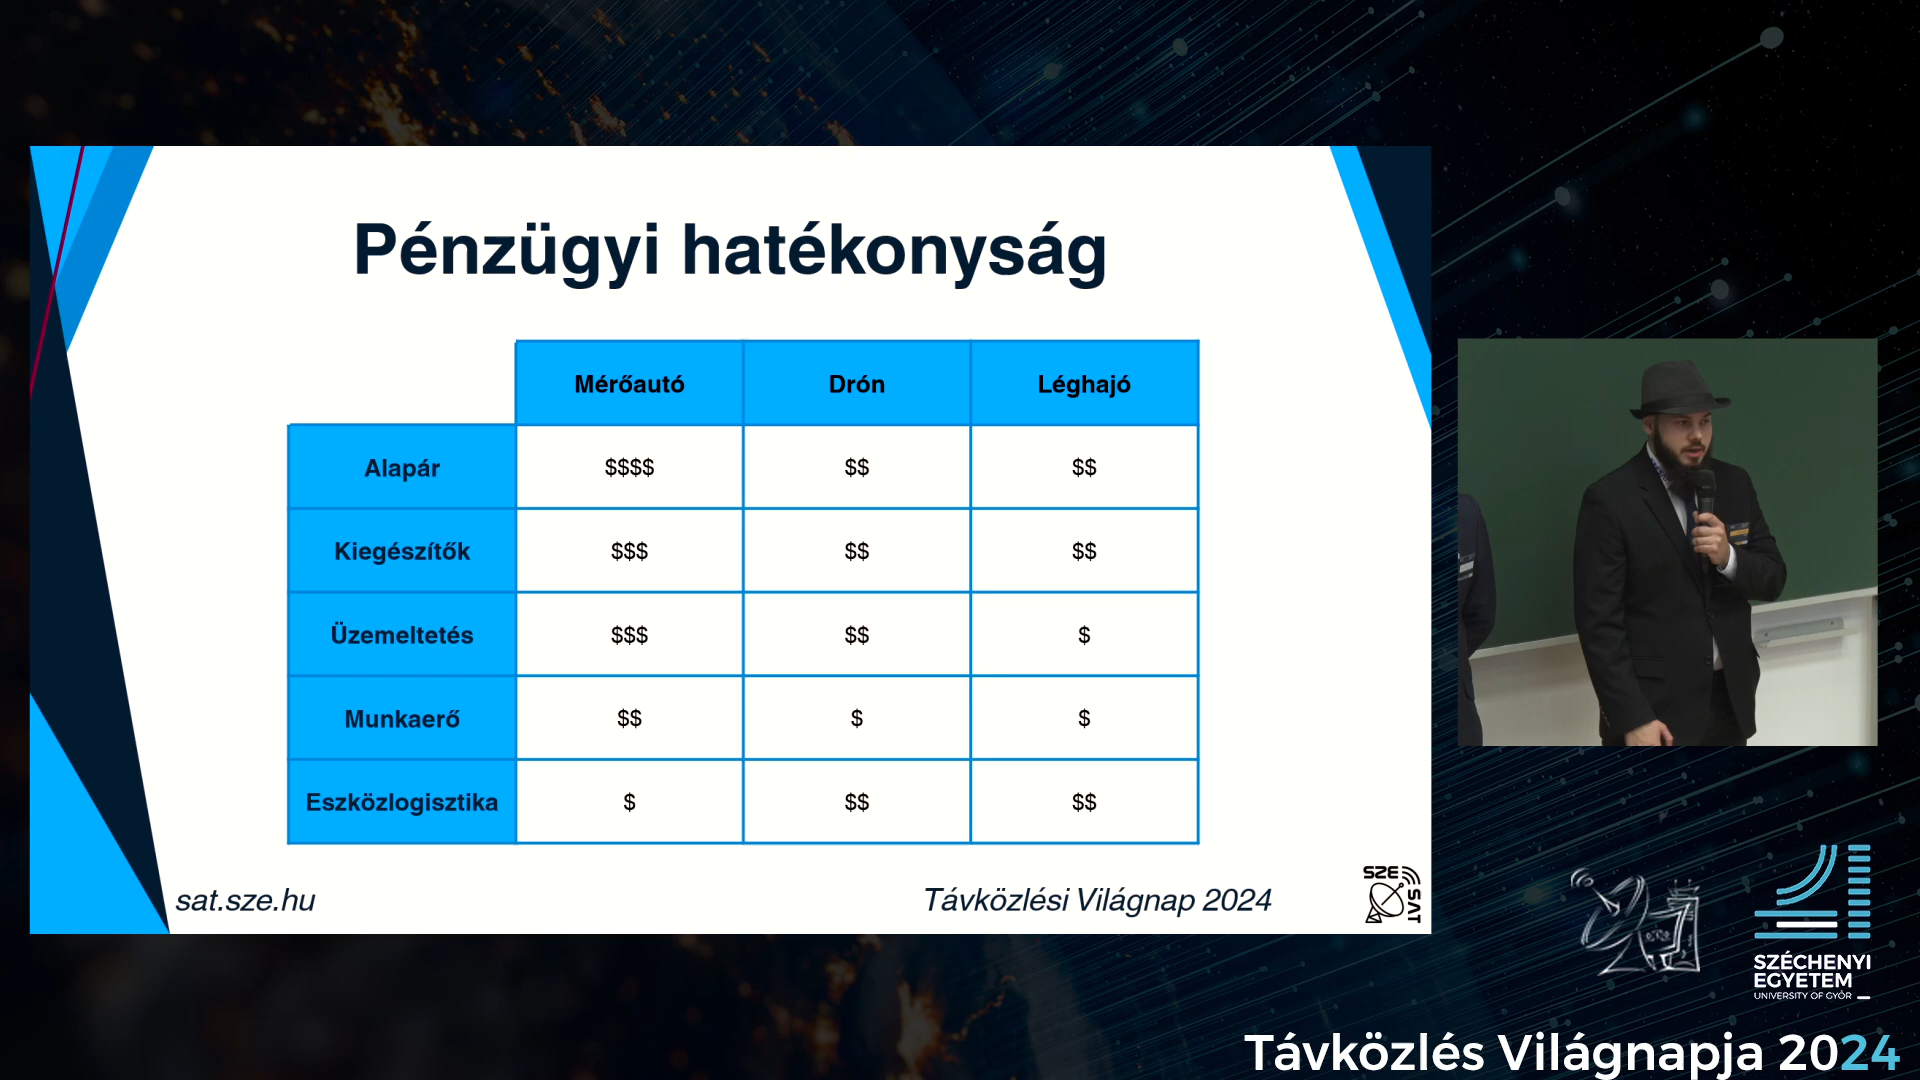 Pénzügyi hatékonyság
Mérőautó Drón Léghajó
Alapár $$$$ $$ $$
Kiegészítők $$$ $$ $$
Üzemeltetés $$$ $$ $
Munkaerő $$ $ $
Eszközlogisztika $ $$ $$
sat.sze.hu
Távközlési Világnap 2024
SZE
SAT
SZÉCHENYI
EGYETEM
UNIVERSITY OF GYŐR
Távközlés Világnapja 2024